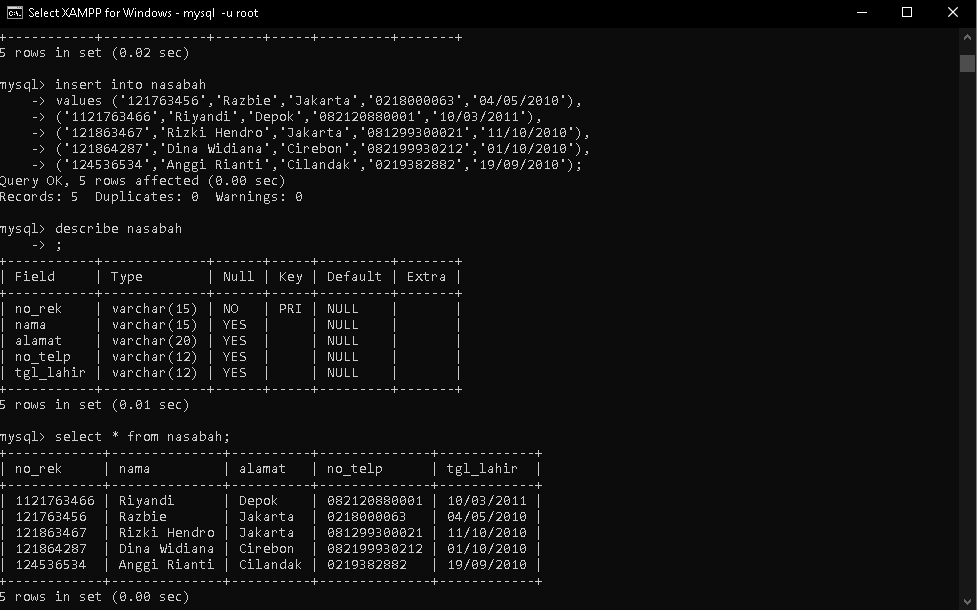 Select XAMPP for Windows - mysql -u root
+-----------+-------------+------+-----+---------+-------+
5 rows in set (0.02 sec)
mysql> insert into nasabah
    -> values ('121763456','Razbie','Jakarta','0218000063','04/05/2010'),
    -> ('1121763466','Riyandi','Depok','082120880001','10/03/2011'),
    -> ('121863467','Rizki Hendro','Jakarta','081299300021','11/10/2010'),
    -> ('121864287','Dina Widiana','Cirebon','082199930212','01/10/2010'),
    -> ('124536534','Anggi Rianti','Cilandak','0219382882','19/09/2010');
Query OK, 5 rows affected (0.00 sec)
Records: 5  Duplicates: 0  Warnings: 0
mysql> describe nasabah
    -> ;
+-----------+-------------+------+-----+---------+-------+
| Field     | Type        | Null | Key | Default | Extra |
+-----------+-------------+------+-----+---------+-------+
| no_rek    | varchar(15) | NO   | PRI | NULL    |       |
| nama      | varchar(15) | YES  |     | NULL    |       |
| alamat    | varchar(20) | YES  |     | NULL    |       |
| no_telp   | varchar(12) | YES  |     | NULL    |       |
| tgl_lahir | varchar(12) | YES  |     | NULL    |       |
+-----------+-------------+------+-----+---------+-------+
5 rows in set (0.01 sec)
mysql> select * from nasabah;
+------------+--------------+----------+--------------+------------+
| no_rek     | nama         | alamat   | no_telp      | tgl_lahir  |
+------------+--------------+----------+--------------+------------+
| 1121763466 | Riyandi      | Depok    | 082120880001 | 10/03/2011 |
| 121763456  | Razbie       | Jakarta  | 0218000063   | 04/05/2010 |
| 121863467  | Rizki Hendro | Jakarta  | 081299300021 | 11/10/2010 |
| 121864287  | Dina Widiana | Cirebon  | 082199930212 | 01/10/2010 |
| 124536534  | Anggi Rianti | Cilandak | 0219382882   | 19/09/2010 |
+------------+--------------+----------+--------------+------------+
5 rows in set (0.00 sec)